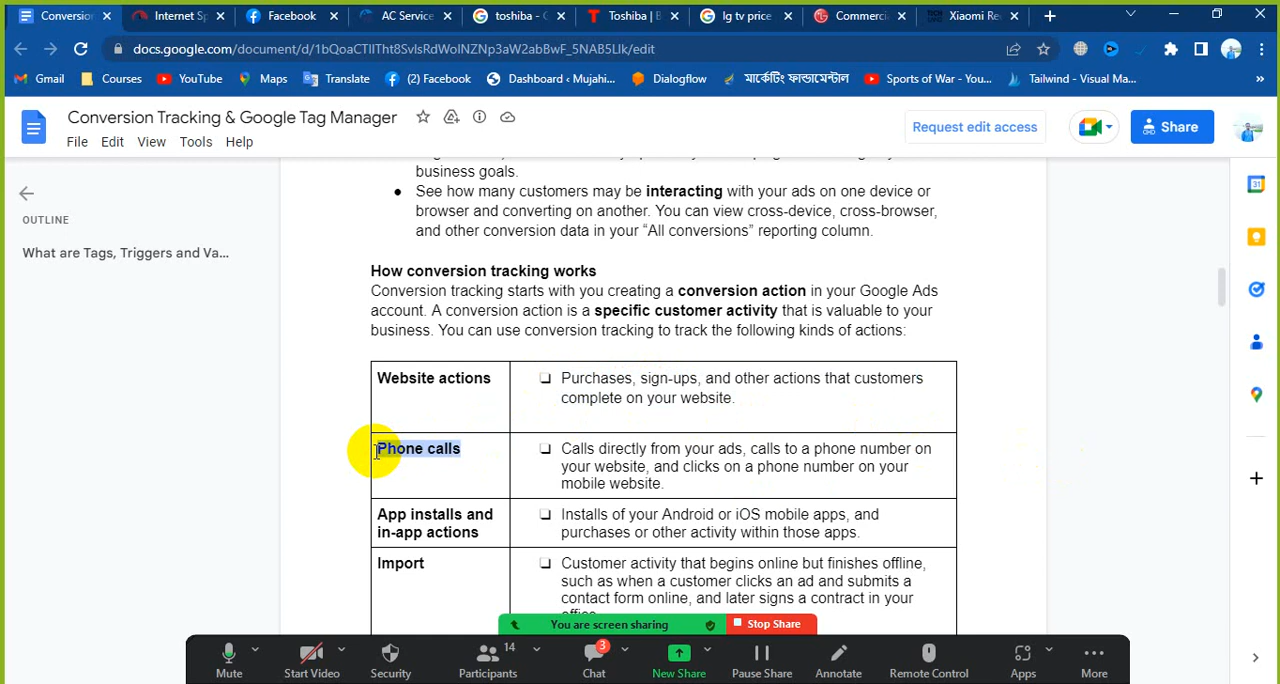 Conversion
Internet Sp
Facebook
AC Service
toshiba - G
Toshiba | B
lg tv price
Commerci
Xiaomi Re
docs.google.com/document/d/
/edit
Gmail
Courses
YouTube
Maps
Translate
(2) Facebook
Dashboard ‹ Mujahi...
Dialogflow
মার্কেটিং ফান্ডামেন্টাল
Sports of War - You...
Tailwind - Visual Ma...
Conversion Tracking & Google Tag Manager
File Edit View Tools Help
Request edit access
Share
OUTLINE
What are Tags, Triggers and Va...
business goals.
● See how many customers may be interacting with your ads on one device or
browser and converting on another. You can view cross-device, cross-browser,
and other conversion data in your “All conversions” reporting column.
How conversion tracking works
Conversion tracking starts with you creating a conversion action in your Google Ads
account. A conversion action is a specific customer activity that is valuable to your
business. You can use conversion tracking to track the following kinds of actions:
Website actions
❏ Purchases, sign-ups, and other actions that customers
complete on your website.
Phone calls
❏ Calls directly from your ads, calls to a phone number on
your website, and clicks on a phone number on your
mobile website.
App installs and
in-app actions
❏ Installs of your Android or iOS mobile apps, and
purchases or other activity within those apps.
Import
❏ Customer activity that begins online but finishes offline,
such as when a customer clicks an ad and submits a
contact form online, and later signs a contract in your
You are screen sharing
Stop Share
Mute
Start Video
Security
14
Participants
3
Chat
New Share
Pause Share
Annotate
Remote Control
Apps
More
31